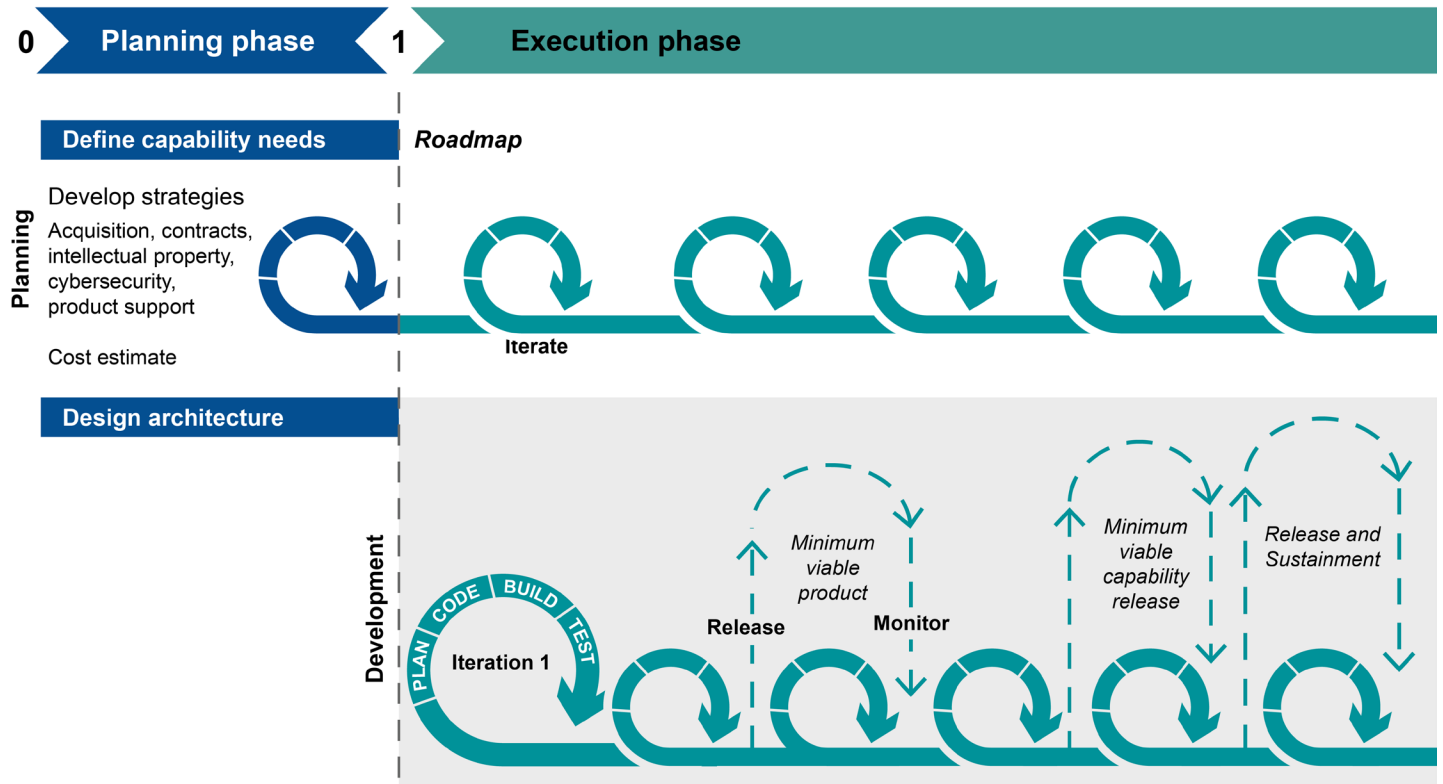 0
Planning phase
1
Execution phase
Define capability needs
Roadmap
Planning
Develop strategies
Acquisition, contracts,
intellectual property,
cybersecurity,
product support
Cost estimate
Iterate
Design architecture
Development
PLAN
CODE
BUILD
TEST
Iteration 1
Release
Minimum
viable
product
Monitor
Minimum
viable
capability
release
Release and
Sustainment